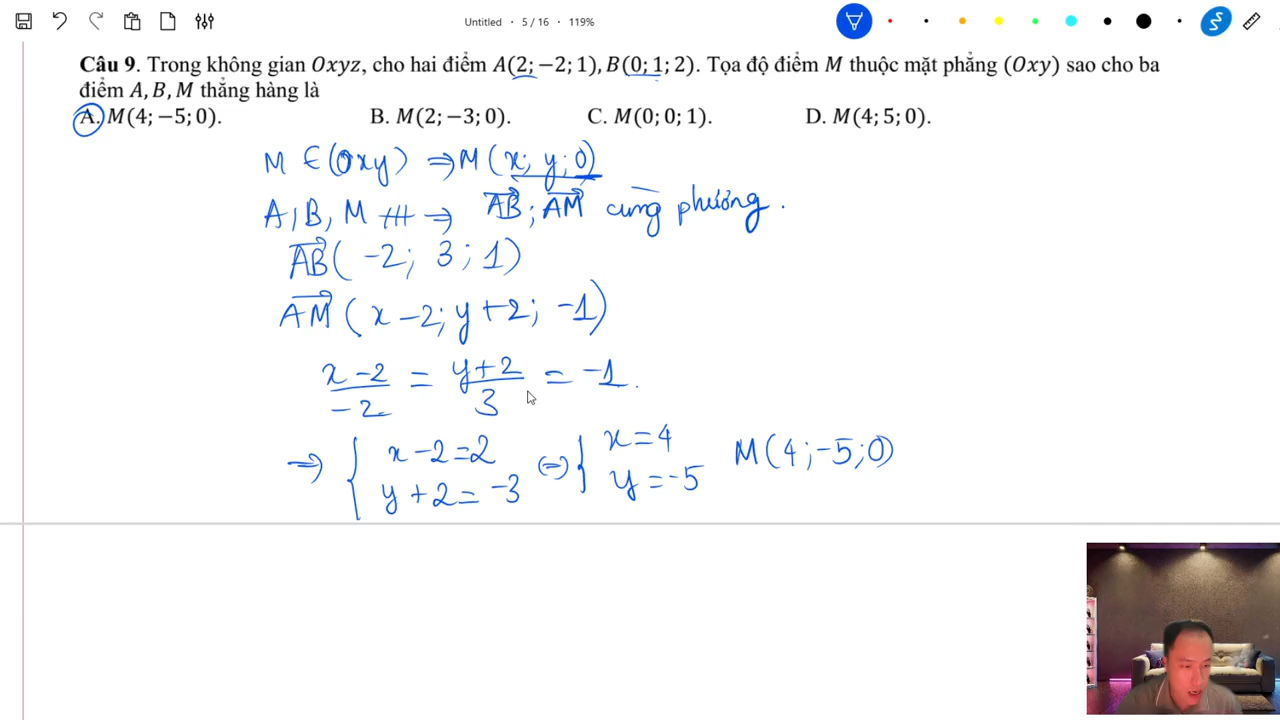 Untitled • 5 / 16 • 119%
Câu 9. Trong không gian Oxyz, cho hai điểm A(2; −2; 1), B(0; 1; 2). Tọa độ điểm M thuộc mặt phẳng (Oxy) sao cho ba
điểm A, B, M thẳng hàng là
A. M(4; −5; 0). B. M(2; −3; 0). C. M(0; 0; 1). D. M(4; 5; 0).
M ∈ (Oxy) ⇒ M (x; y; 0)
A, B, M thẳng hàng ⇒ AB; AM cùng phương.
AB( -2; 3; 1)
AM ( x-2; y+2; -1)
(x-2)/(-2) = (y+2)/3 = -1.
⇒ { x-2=2 ⇔ { x=4 M(4;-5;0)
y+2=-3 y=-5